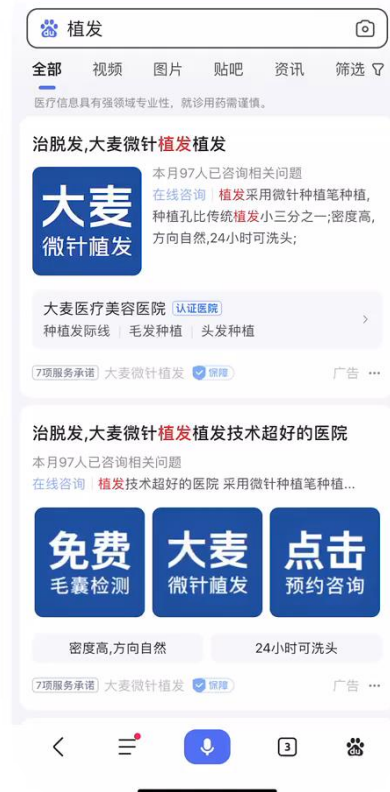 植发
全部 视频 图片 贴吧 资讯 筛选
医疗信息具有强领域专业性，就诊用药需谨慎。
治脱发,大麦微针植发植发
大麦
微针植发
本月97人已咨询相关问题
在线咨询 | 植发采用微针种植笔种植,
种植孔比传统植发小三分之一;密度高,
方向自然,24小时可洗头;
大麦医疗美容医院 认证医院
种植发际线 | 毛发种植 | 头发种植
7项服务承诺 大麦微针植发 保障 广告
治脱发,大麦微针植发植发技术超好的医院
本月97人已咨询相关问题
在线咨询 | 植发技术超好的医院 采用微针种植笔种植...
免费
毛囊检测
大麦
微针植发
点击
预约咨询
密度高,方向自然 24小时可洗头
7项服务承诺 大麦微针植发 保障 广告
3 du